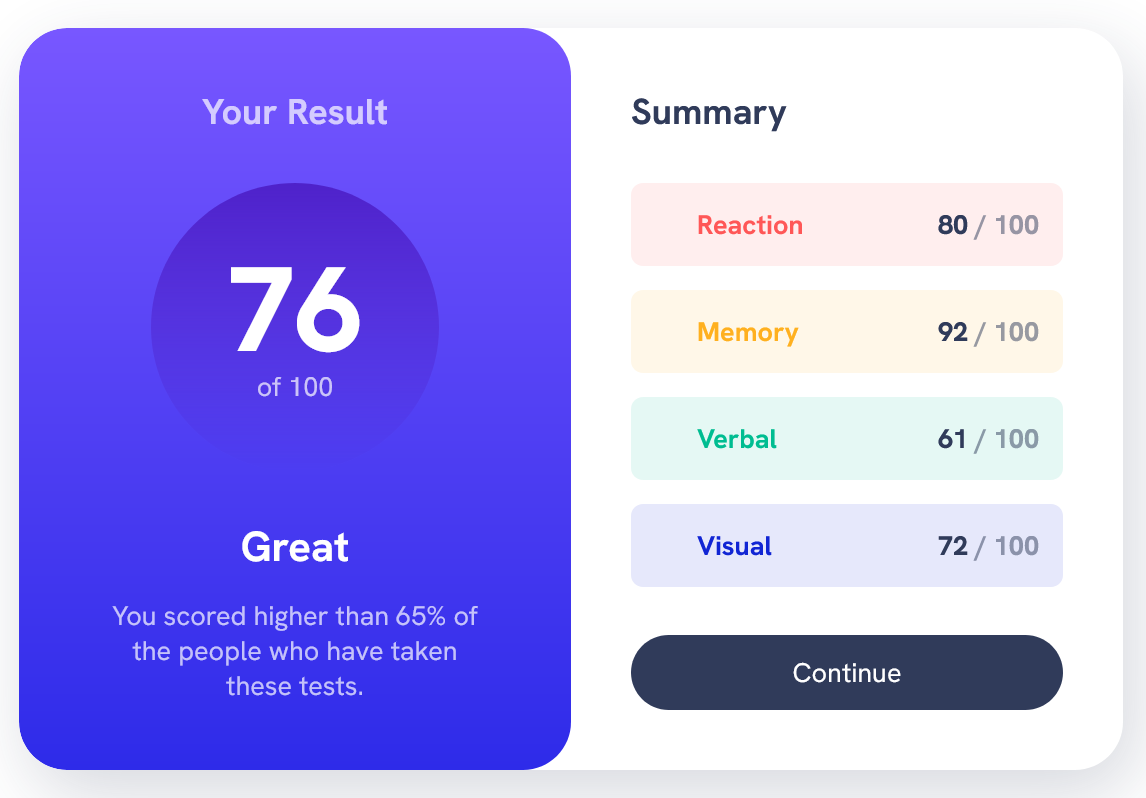 Your Result
76
of 100
Great
You scored higher than 65% of
the people who have taken
these tests.
Summary
Reaction 80 / 100
Memory 92 / 100
Verbal 61 / 100
Visual 72 / 100
Continue